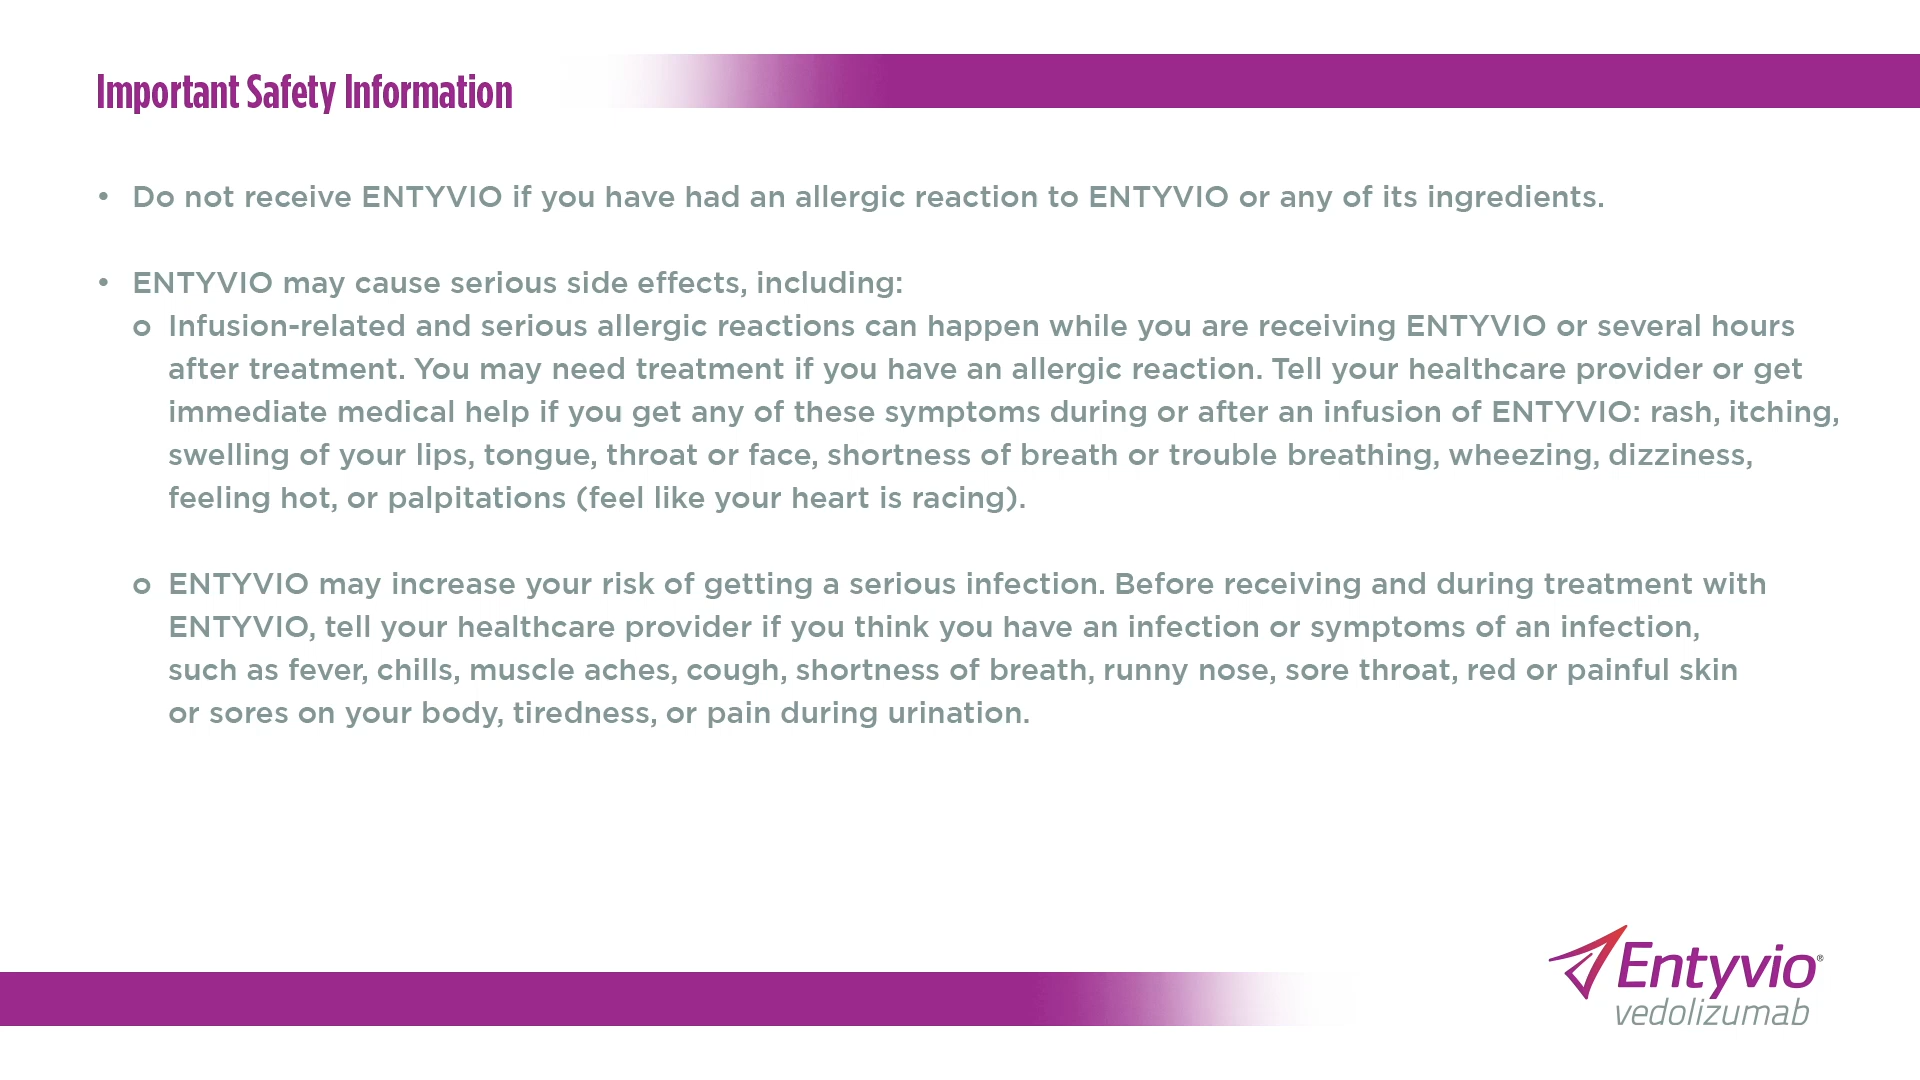 Important Safety Information
• Do not receive ENTYVIO if you have had an allergic reaction to ENTYVIO or any of its ingredients.
• ENTYVIO may cause serious side effects, including:
o Infusion-related and serious allergic reactions can happen while you are receiving ENTYVIO or several hours
after treatment. You may need treatment if you have an allergic reaction. Tell your healthcare provider or get
immediate medical help if you get any of these symptoms during or after an infusion of ENTYVIO: rash, itching,
swelling of your lips, tongue, throat or face, shortness of breath or trouble breathing, wheezing, dizziness,
feeling hot, or palpitations (feel like your heart is racing).
o ENTYVIO may increase your risk of getting a serious infection. Before receiving and during treatment with
ENTYVIO, tell your healthcare provider if you think you have an infection or symptoms of an infection,
such as fever, chills, muscle aches, cough, shortness of breath, runny nose, sore throat, red or painful skin
or sores on your body, tiredness, or pain during urination.
Entyvio®
vedolizumab